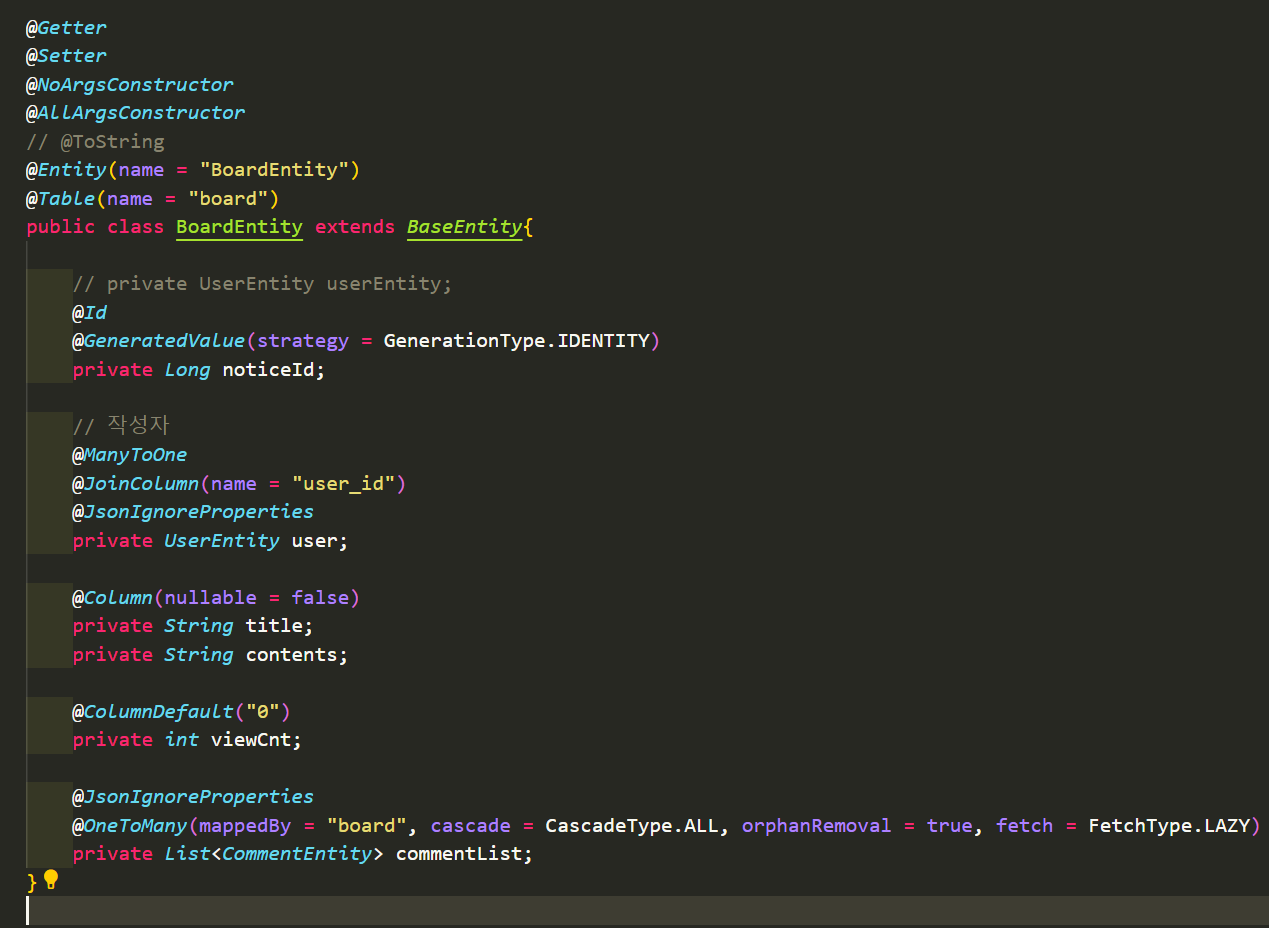 @Getter
@Setter
@NoArgsConstructor
@AllArgsConstructor
// @ToString
@Entity(name = "BoardEntity")
@Table(name = "board")
public class BoardEntity extends BaseEntity{
// private UserEntity userEntity;
@Id
@GeneratedValue(strategy = GenerationType.IDENTITY)
private Long noticeId;
// 작성자
@ManyToOne
@JoinColumn(name = "user_id")
@JsonIgnoreProperties
private UserEntity user;
@Column(nullable = false)
private String title;
private String contents;
@ColumnDefault("0")
private int viewCnt;
@JsonIgnoreProperties
@OneToMany(mappedBy = "board", cascade = CascadeType.ALL, orphanRemoval = true, fetch = FetchType.LAZY)
private List<CommentEntity> commentList;
}